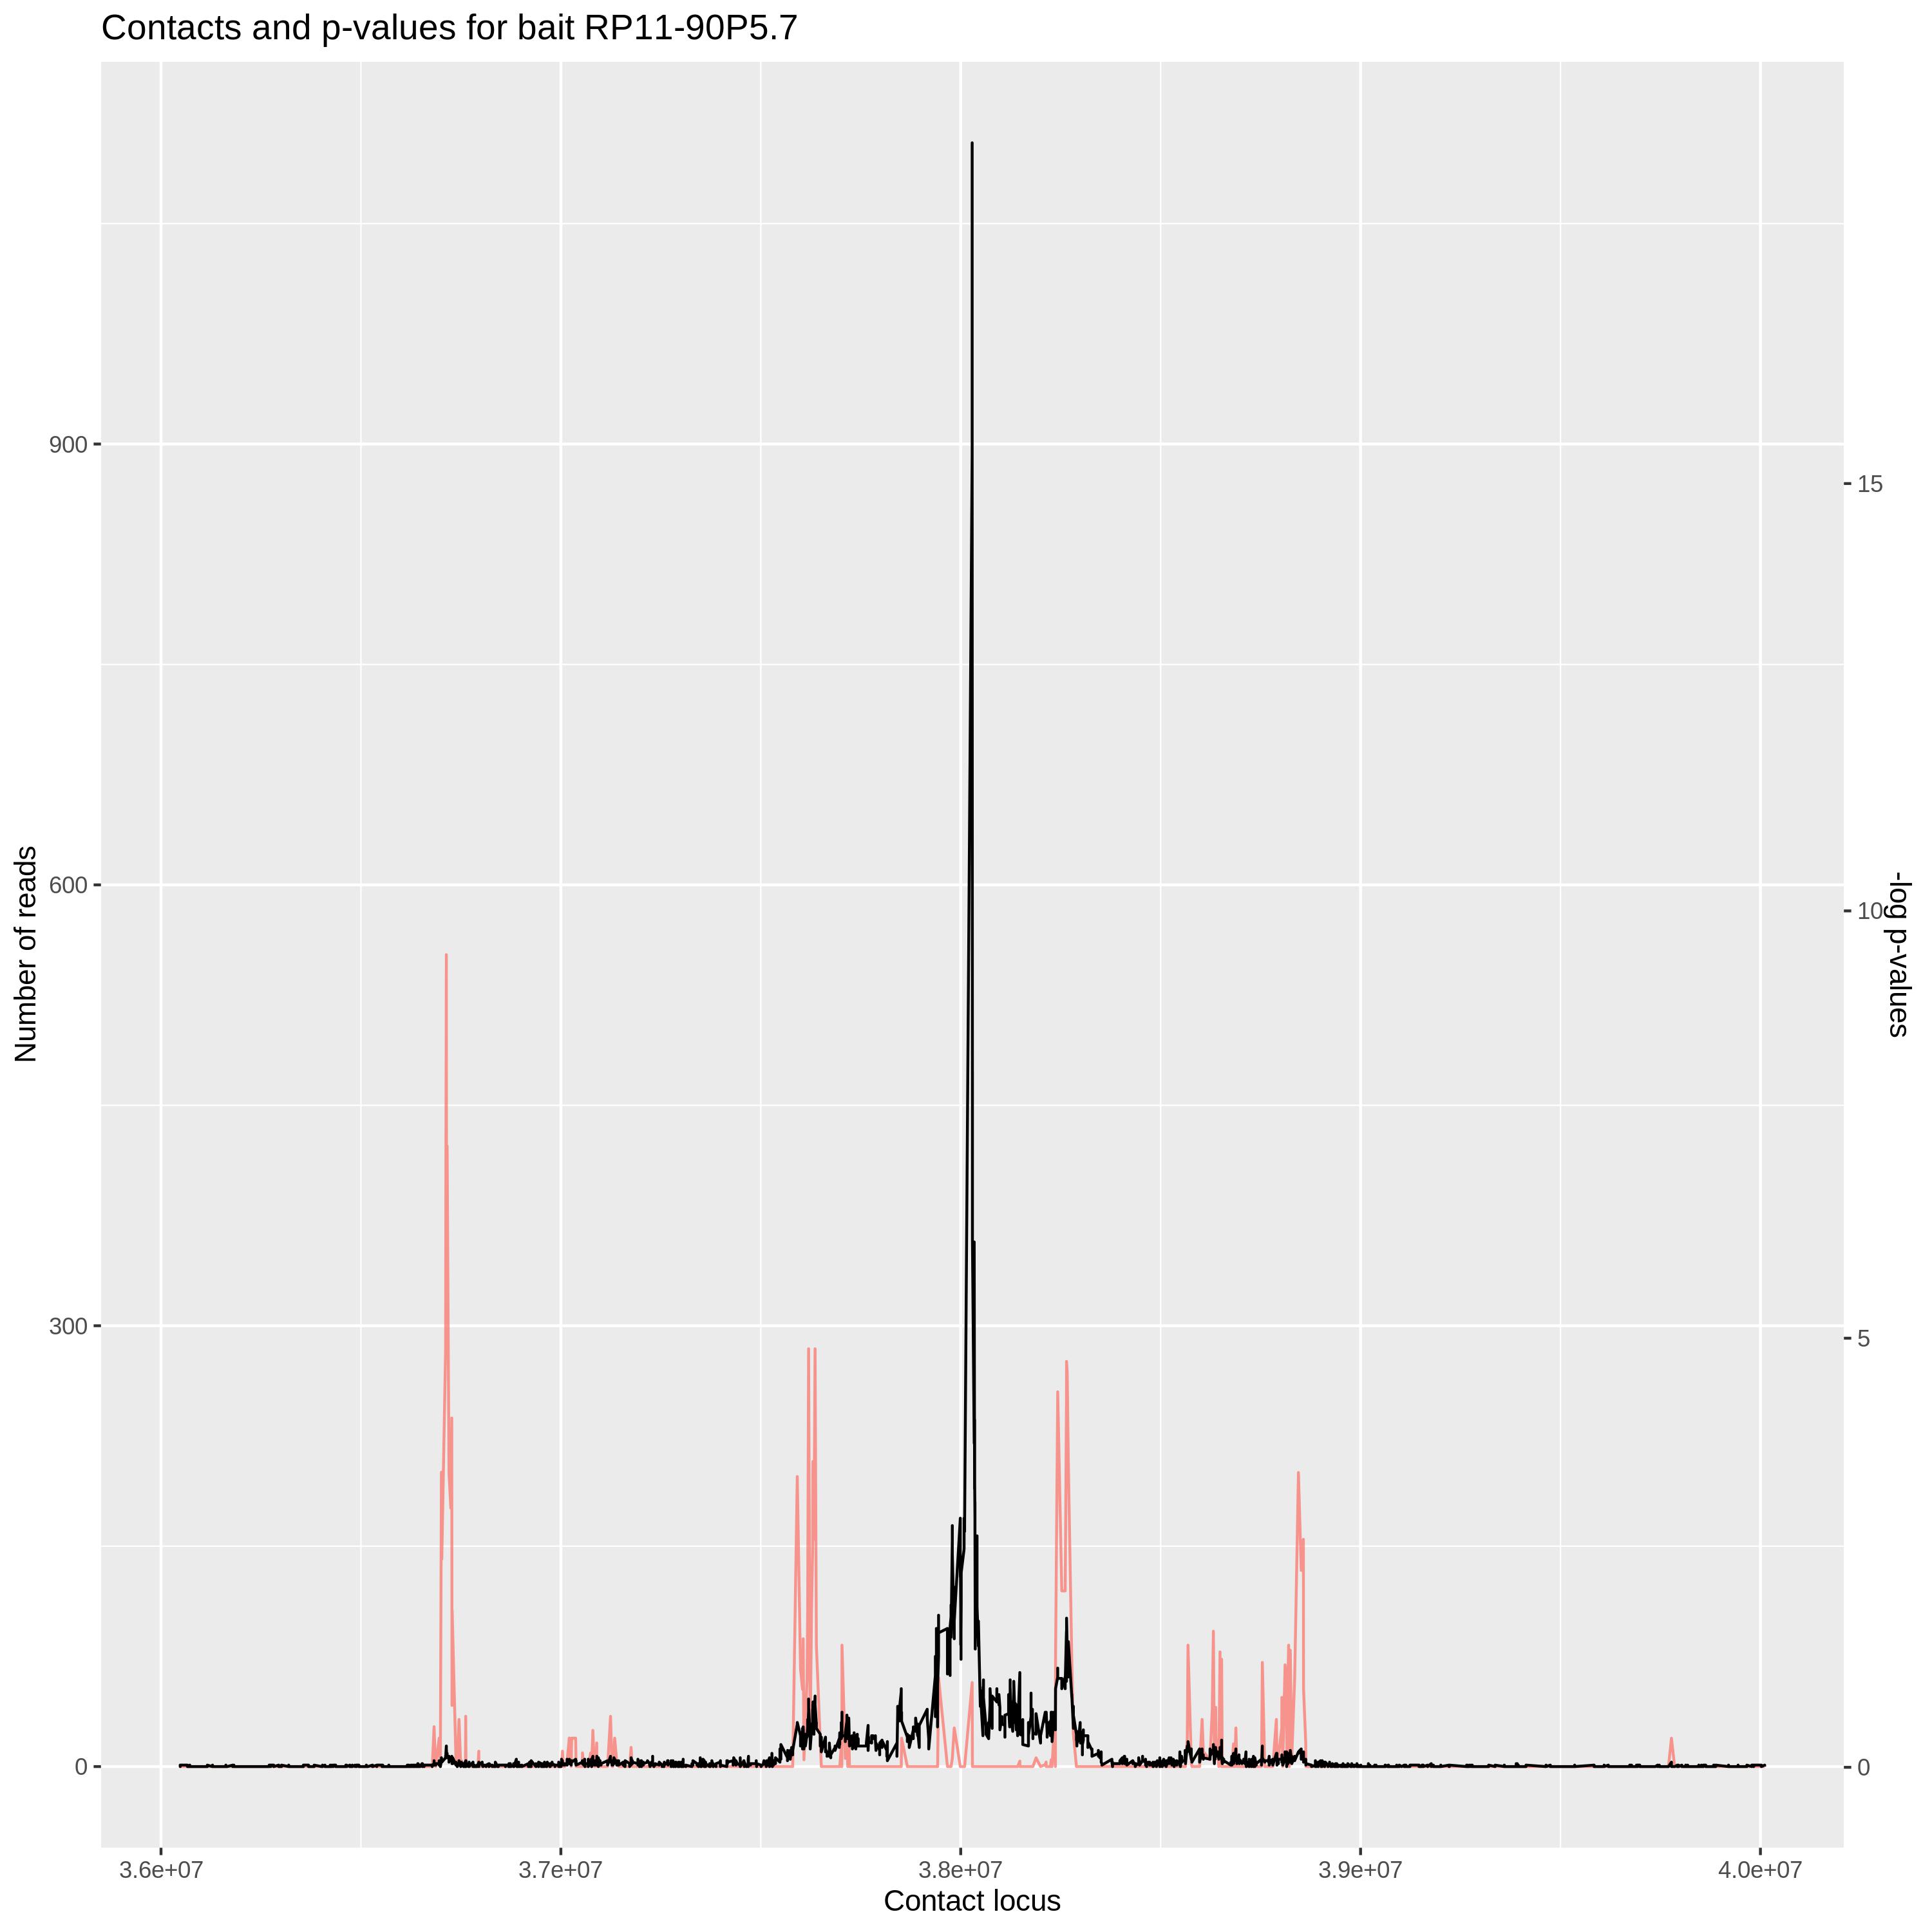 Contacts and p-values for bait RP11-90P5.7
Number of reads
900
600
300
0
15
10
5
0
-log p-values
3.6e+07
3.7e+07
3.8e+07
3.9e+07
4.0e+07
Contact locus